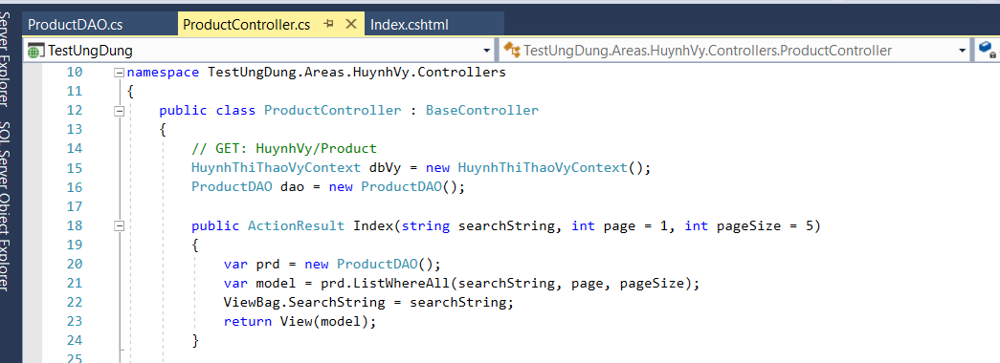 ProductDAO.cs
ProductController.cs
Index.cshtml
Server Explorer
SQL Server Object Explorer
TestUngDung
TestUngDung.Areas.HuynhVy.Controllers.ProductController
10 namespace TestUngDung.Areas.HuynhVy.Controllers
11 {
12 public class ProductController : BaseController
13 {
14 // GET: HuynhVy/Product
15 HuynhThiThaoVyContext dbVy = new HuynhThiThaoVyContext();
16 ProductDAO dao = new ProductDAO();
17
18 public ActionResult Index(string searchString, int page = 1, int pageSize = 5)
19 {
20 var prd = new ProductDAO();
21 var model = prd.ListWhereAll(searchString, page, pageSize);
22 ViewBag.SearchString = searchString;
23 return View(model);
24 }
25